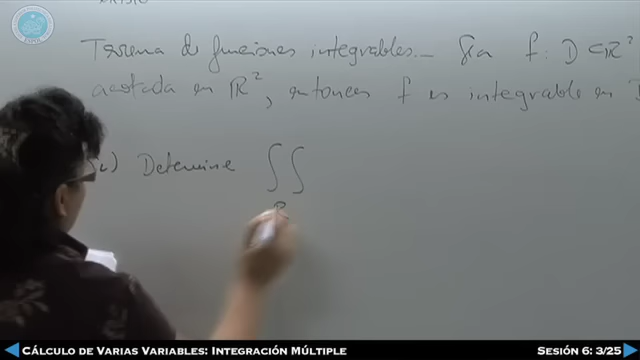 Teorema de funciones integrables.- Sea f: D ⊂ ℝ²
acotada en ℝ², entonces f es integrable en D
Determine ∫∫
R
ESPOL
Cálculo de Varias Variables: Integración Múltiple
Sesión 6: 3/25